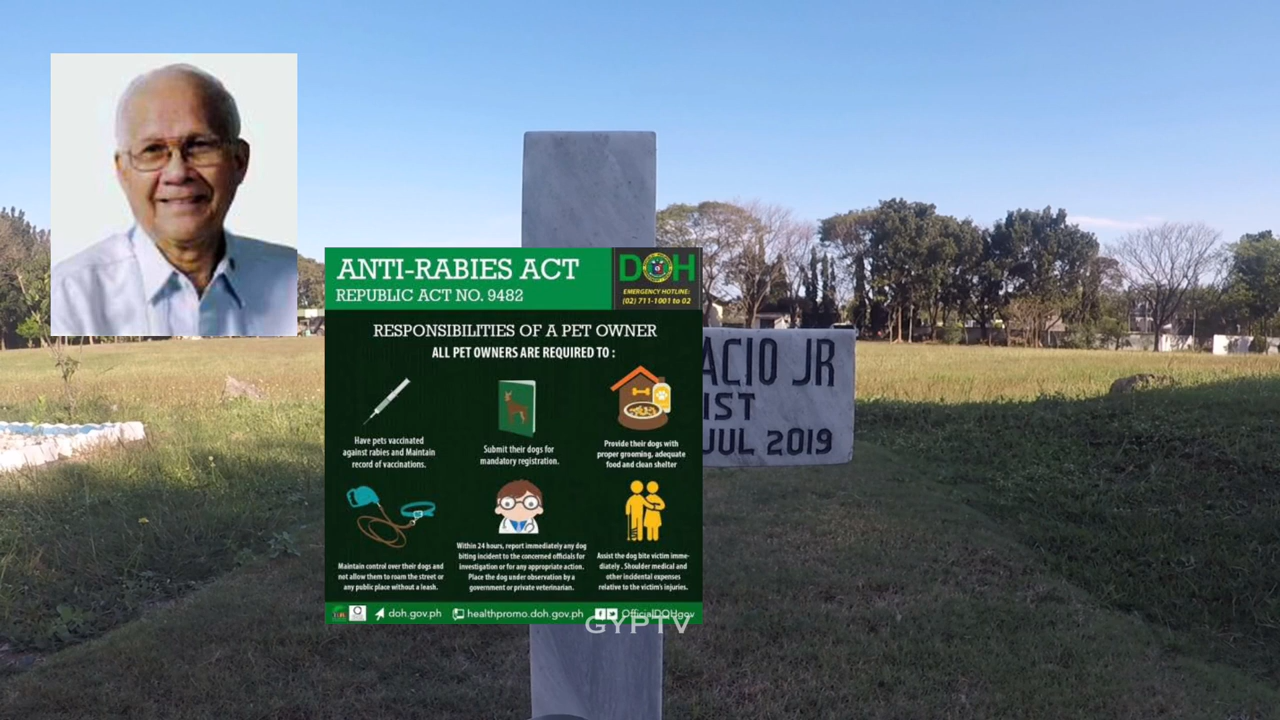 ANTI-RABIES ACT
REPUBLIC ACT NO. 9482
DOH
EMERGENCY HOTLINE:
(02) 711-1001 to 02
RESPONSIBILITIES OF A PET OWNER
ALL PET OWNERS ARE REQUIRED TO :
Have pets vaccinated
against rabies and Maintain
record of vaccinations.
Submit their dogs for
mandatory registration.
Provide their dogs with
proper grooming, adequate
food and clean shelter
Maintain control over their dogs and
not allow them to roam the street or
any public place without a leash.
Within 24 hours, report immediately any dog
biting incident to the concerned officials for
investigation or for any appropriate action.
Place the dog under observation by a
government or private veterinarian.
Assist the dog bite victim imme-
diately . Shoulder medical and
other incidental expenses
relative to the victim's injuries.
doh.gov.ph
healthpromo.doh.gov.ph
OfficialDOHgov
GYPTV
ACIO JR
IST
JUL 2019